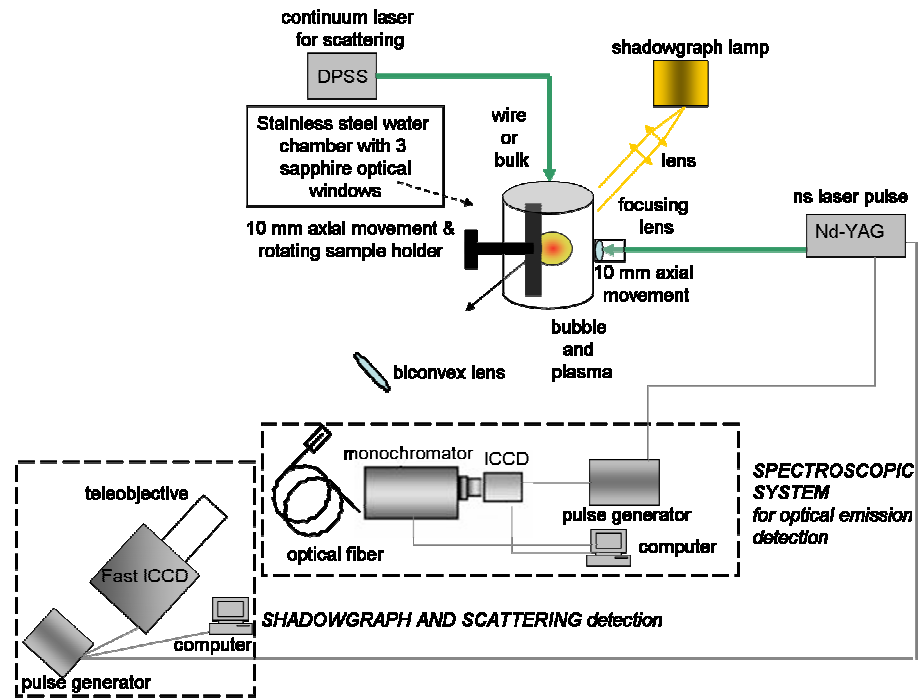 continuum laser
for scattering
DPSS
shadowgraph lamp
Stainless steel water
chamber with 3
sapphire optical
windows
wire
or
bulk
lens
10 mm axial movement &
rotating sample holder
focusing
lens
ns laser pulse
Nd-YAG
10 mm axial
movement
bubble
and
plasma
biconvex lens
monochromator
ICCD
pulse generator
optical fiber
computer
SPECTROSCOPIC
SYSTEM
for optical emission
detection
teleobjective
Fast ICCD
computer
pulse generator
SHADOWGRAPH AND SCATTERING detection